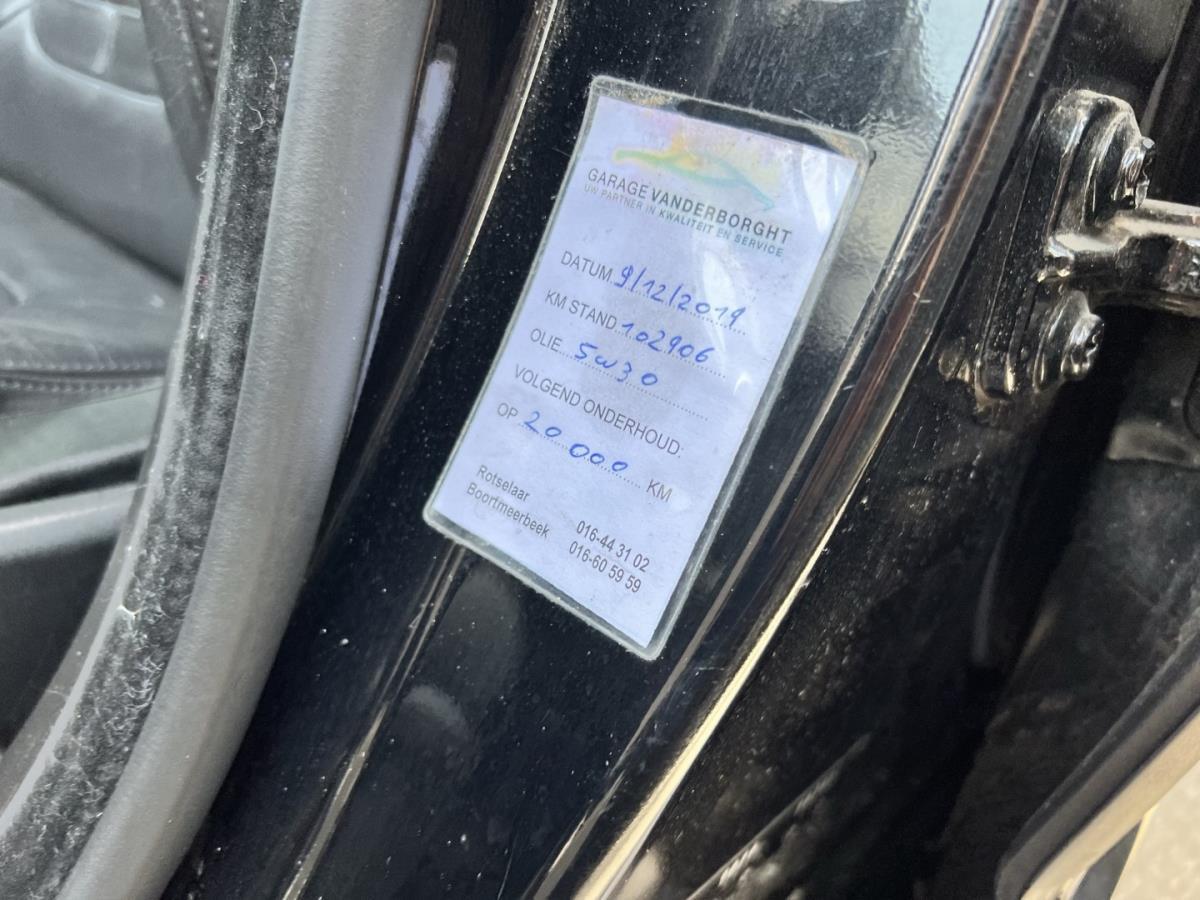 GARAGE VANDERBORGHT
UW PARTNER IN KWALITEIT EN SERVICE
DATUM 9/12/2019
KM STAND 102906
OLIE 5w30
VOLGEND ONDERHOUD:
OP 20 000 KM
Rotselaar 016-44 31 02
Boortmeerbeek 016-60 59 59